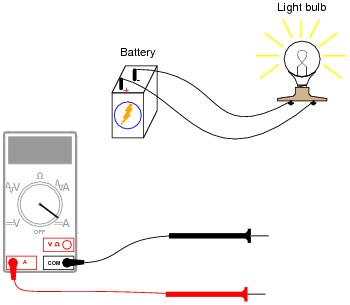 Light bulb
Battery
-
+
Ω
V A
V A
OFF
V Ω
A COM